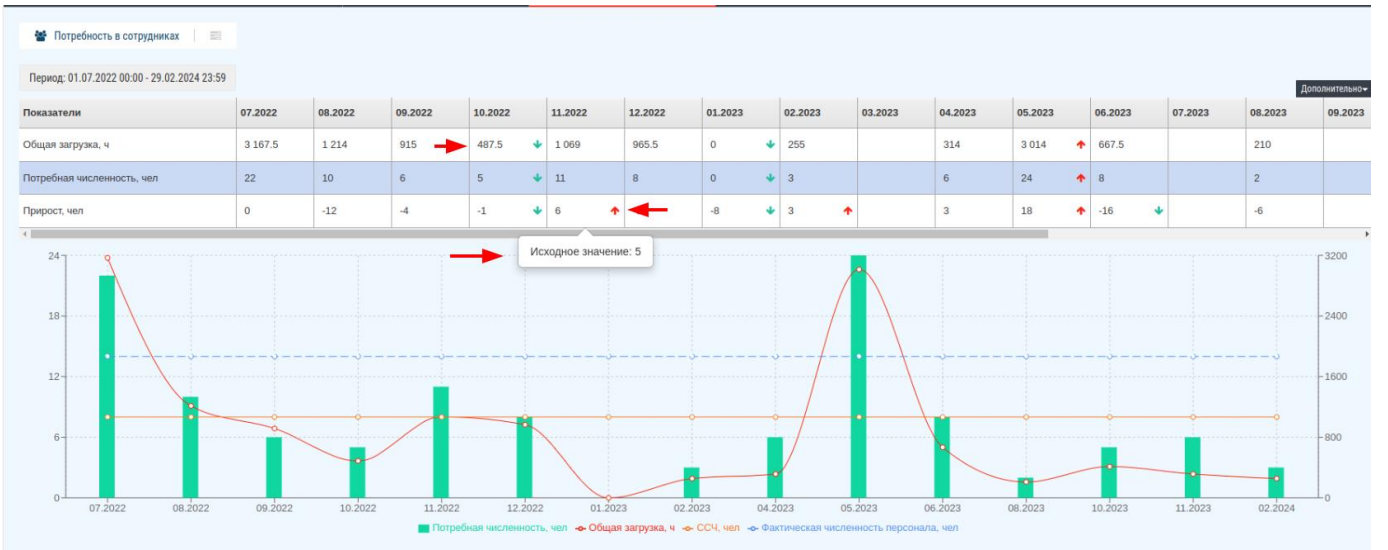 Потребность в сотрудниках
Период: 01.07.2022 00:00 - 29.02.2024 23:59
Дополнительно
Показатели 07.2022 08.2022 09.2022 10.2022 11.2022 12.2022 01.2023 02.2023 03.2023 04.2023 05.2023 06.2023 07.2023 08.2023 09.2023
Общая загрузка, ч 3 167.5 1 214 915 487.5 1 069 965.5 0 255 314 3 014 667.5 210
Потребная численность, чел 22 10 6 5 11 8 0 3 6 24 8 2
Прирост, чел 0 -12 -4 -1 6 -8 3 3 18 -16 -6
Исходное значение: 5
24 3200
18 2400
12 1600
6 800
0 0
07.2022 08.2022 09.2022 10.2022 11.2022 12.2022 01.2023 02.2023 04.2023 05.2023 06.2023 08.2023 10.2023 11.2023 02.2024
Потребная численность, чел Общая загрузка, ч ССЧ, чел Фактическая численность персонала, чел